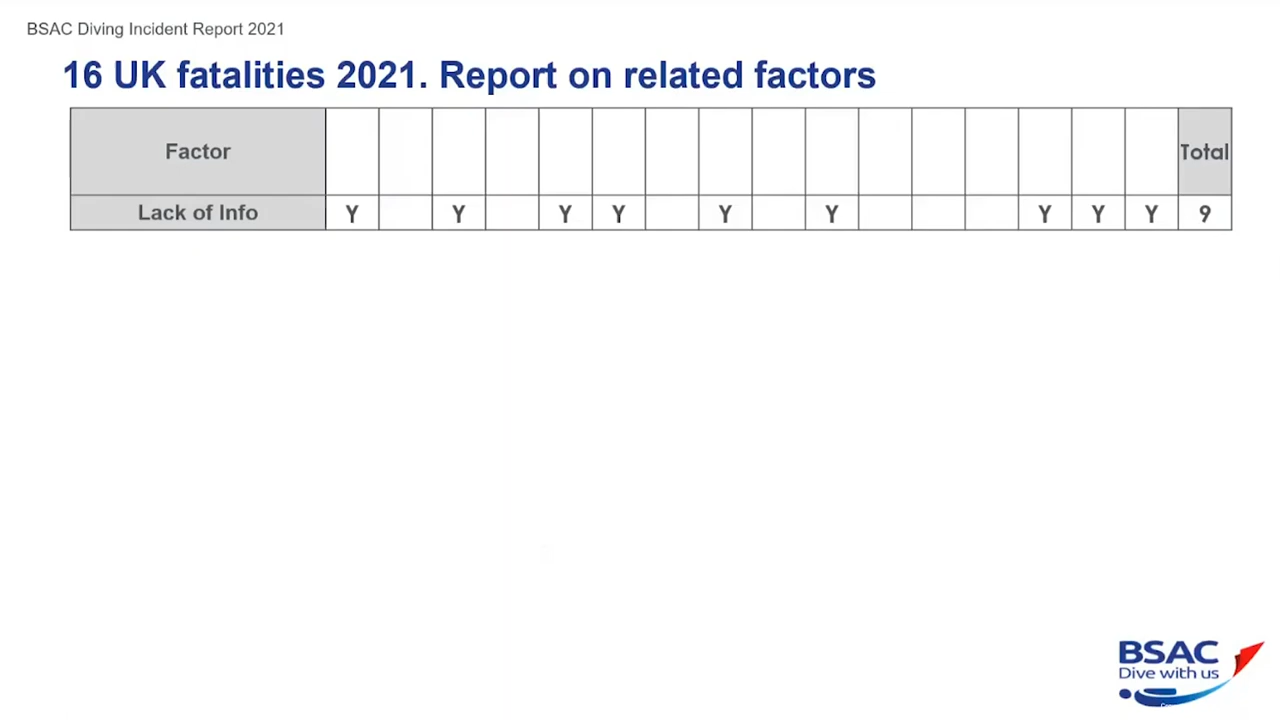 BSAC Diving Incident Report 2021
16 UK fatalities 2021. Report on related factors
Factor Total
Lack of Info Y Y Y Y Y Y Y Y Y 9
BSAC
Dive with us